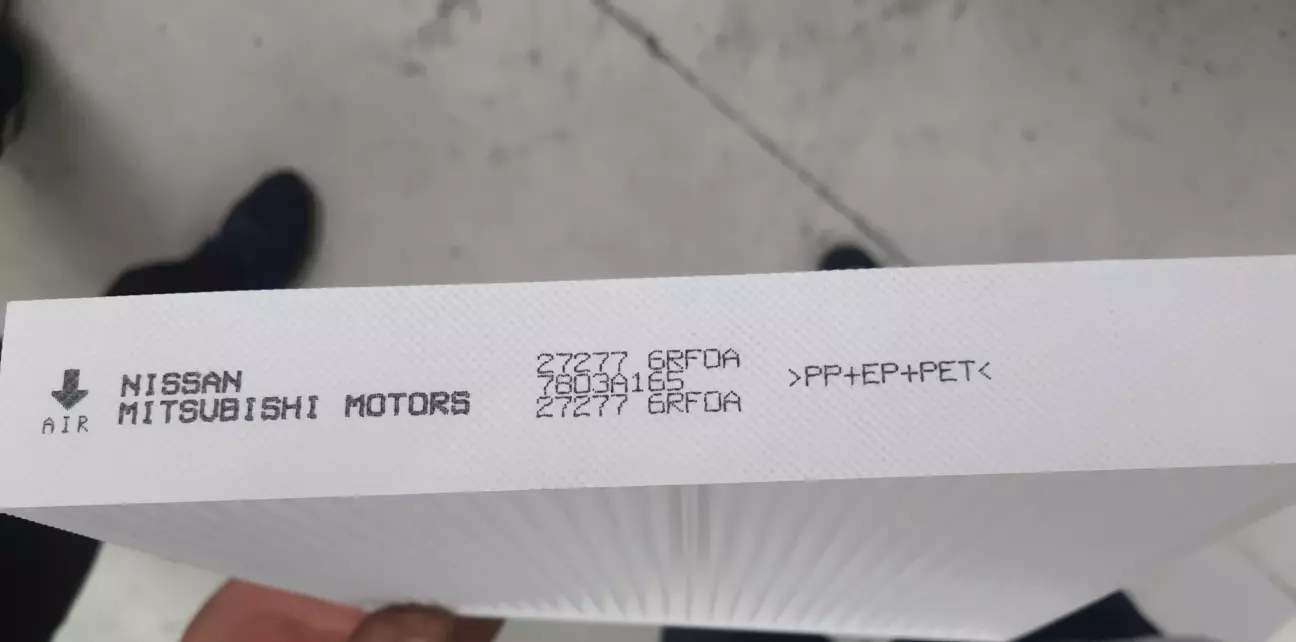 AIR
NISSAN
MITSUBISHI MOTORS
27277 6RF0A
7803A165
27277 6RF0A
>PP+EP+PET<